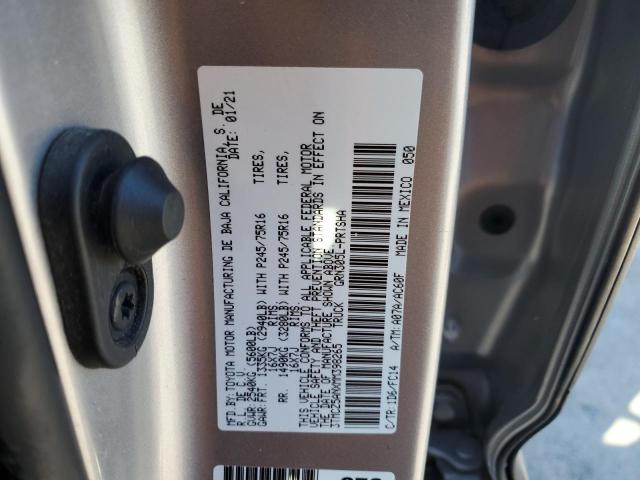 MFD.BY:TOYOTA MOTOR MANUFACTURING DE BAJA CALIFORNIA, S. DE
R.L. DE C.V. DATE: 01/21
GVWR: 2540KG(5600LB)
GAWR: FRT. 1335KG (2940LB) WITH P245/75R16 TIRES,
16X7J RIMS,
RR. 1490KG (3280LB) WITH P245/75R16 TIRES,
RIMS,
THIS VEHICLE CONFORMS TO ALL APPLICABLE FEDERAL MOTOR
VEHICLE SAFETY AND THEFT PREVENTION STANDARDS IN EFFECT ON
THE DATE OF MANUFACTURE SHOWN ABOVE.
TRUCK GRN305L-PRTSHA
C/TR:1D6/FC14 A/TM:A07A/AC60F MADE IN MEXICO 050